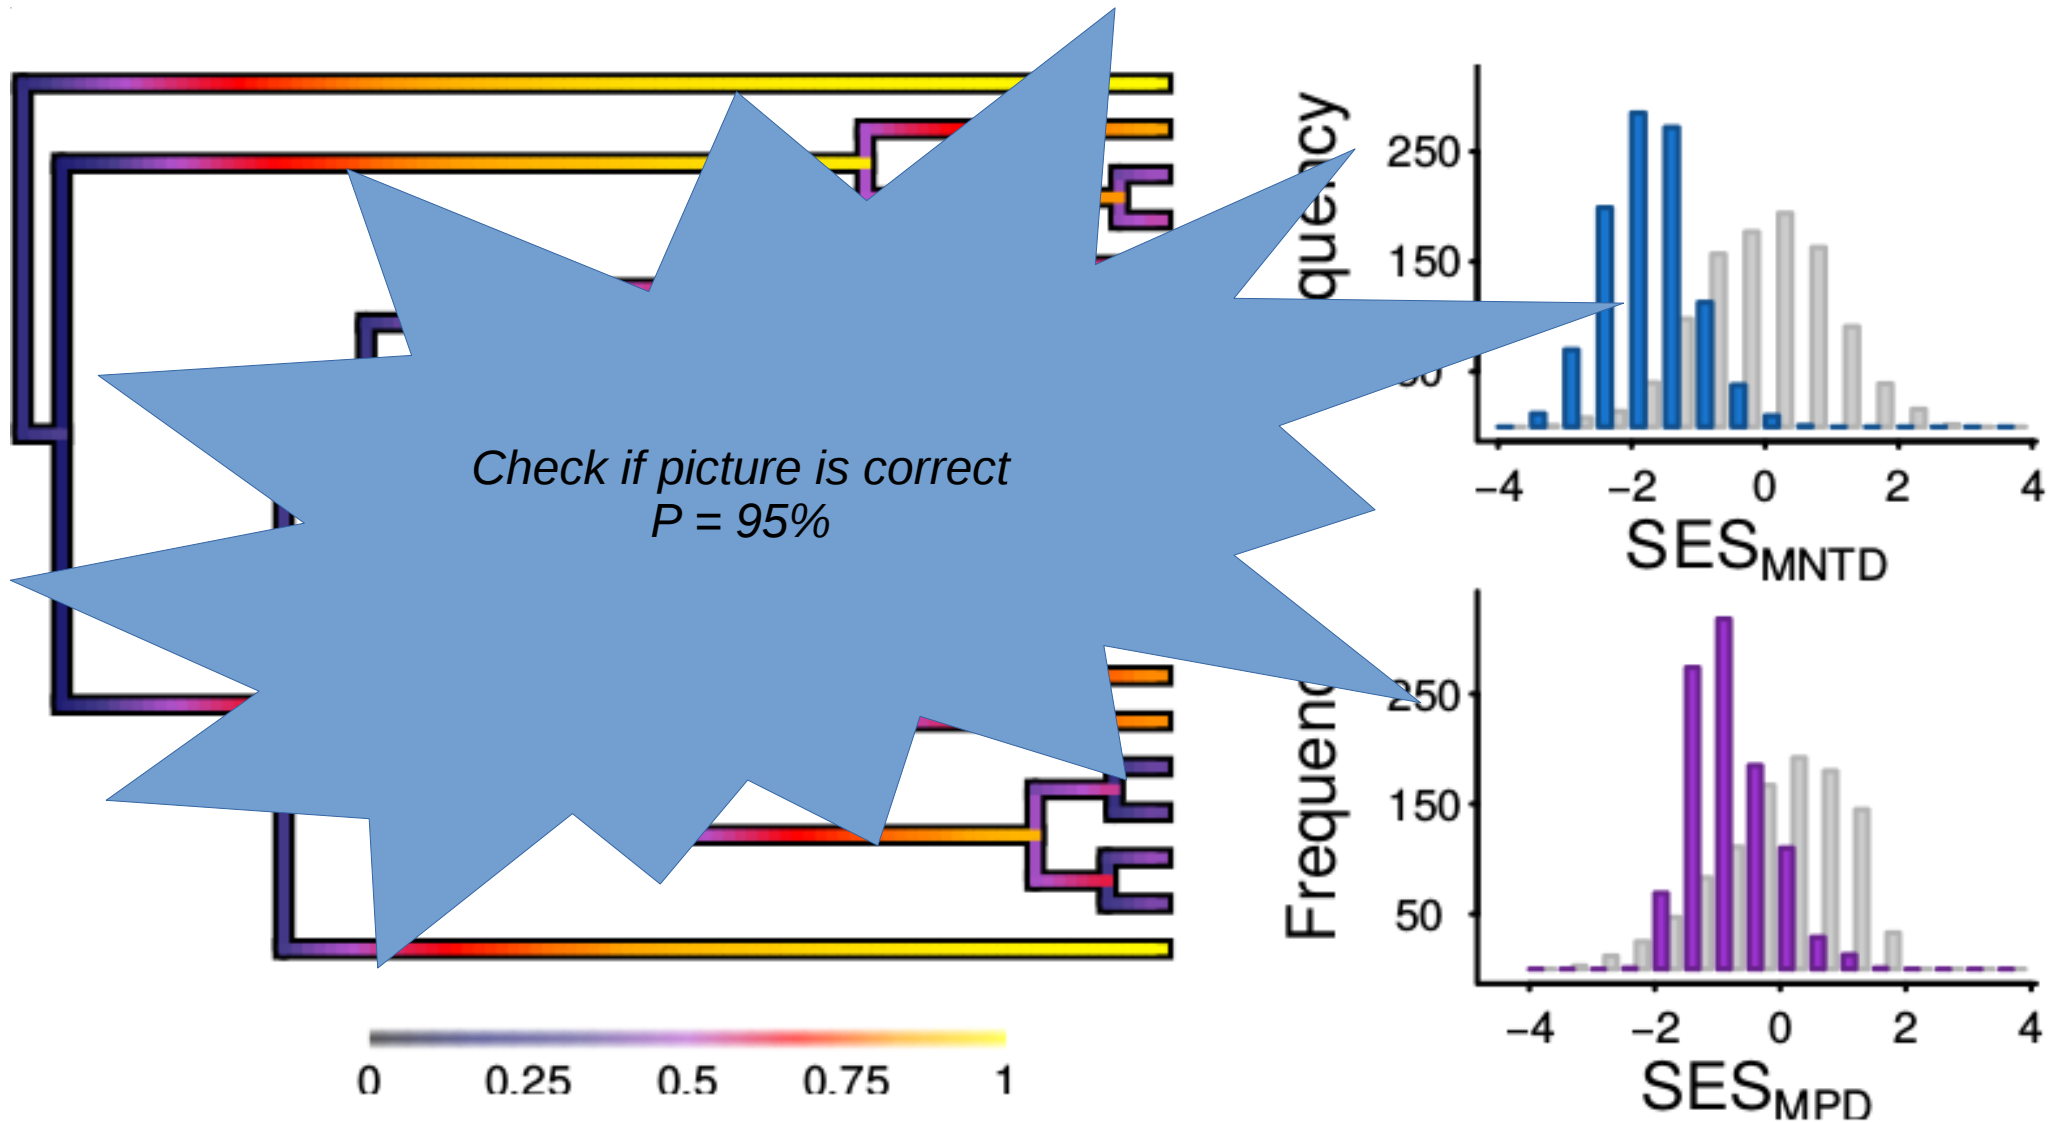 Check if picture is correct
P = 95%
0 0.25 0.5 0.75 1
quency
250
150
−4 −2 0 2 4
SESMNTD
250
150
50
−4 −2 0 2 4
SESMPD